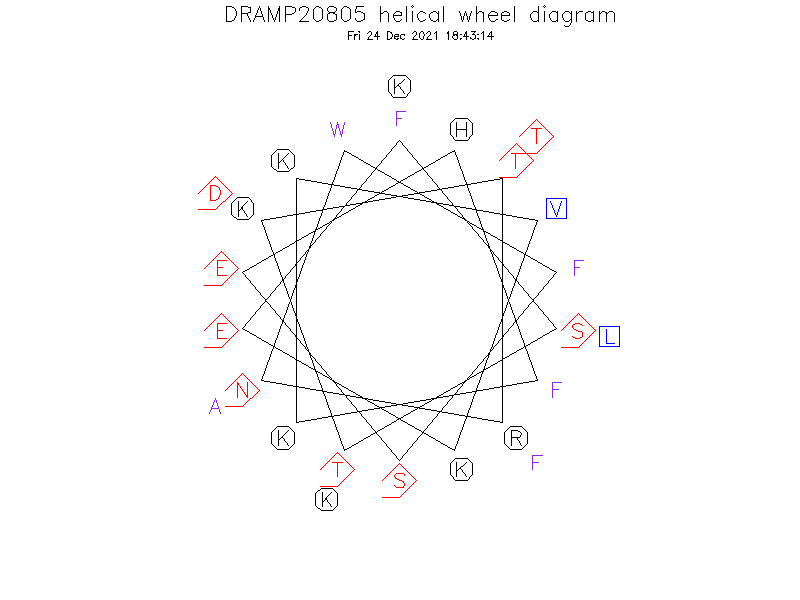 DRAMP20805 helical wheel diagram
Fri 24 Dec 2021 18:43:14
K
F
W
H
T
T
K
D
K
V
E
F
E
S
L
N
A
F
K
R
F
T
K
S
K